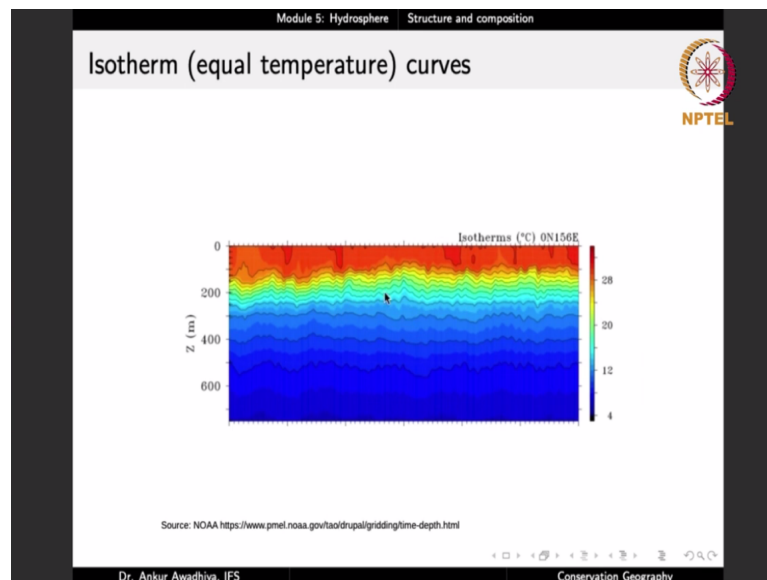 Module 5: Hydrosphere Structure and composition
Isotherm (equal temperature) curves
NPTEL
Isotherms (°C) 0N156E
0
200
400
600
Z (m)
28
20
12
4
Source: NOAA https://www.pmel.noaa.gov/tao/drupal/gridding/time-depth.html
Dr. Ankur Awadhiya, IFS Conservation Geography